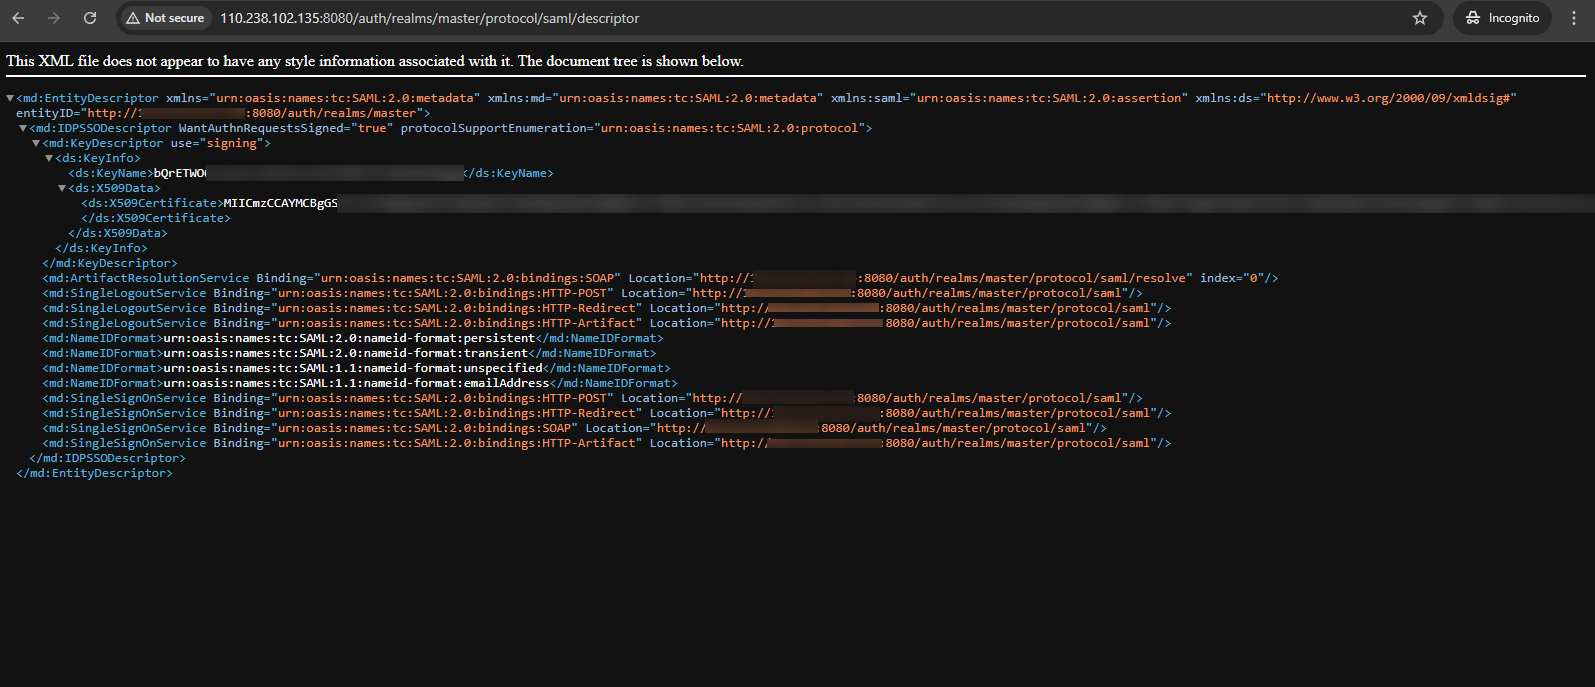 Not secure 110.238.102.135:8080/auth/realms/master/protocol/saml/descriptor Incognito
This XML file does not appear to have any style information associated with it. The document tree is shown below.
<md:EntityDescriptor xmlns="urn:oasis:names:tc:SAML:2.0:metadata" xmlns:md="urn:oasis:names:tc:SAML:2.0:metadata" xmlns:saml="urn:oasis:names:tc:SAML:2.0:assertion" xmlns:ds="http://www.w3.org/2000/09/xmldsig#"
entityID="http://1 :8080/auth/realms/master">
<md:IDPSSODescriptor WantAuthnRequestsSigned="true" protocolSupportEnumeration="urn:oasis:names:tc:SAML:2.0:protocol">
<md:KeyDescriptor use="signing">
<ds:KeyInfo>
<ds:KeyName>bQrETWO </ds:KeyName>
<ds:X509Data>
<ds:X509Certificate>MIICmzCCAYMCBgGS
</ds:X509Certificate>
</ds:X509Data>
</ds:KeyInfo>
</md:KeyDescriptor>
<md:ArtifactResolutionService Binding="urn:oasis:names:tc:SAML:2.0:bindings:SOAP" Location="http://1 :8080/auth/realms/master/protocol/saml/resolve" index="0"/>
<md:SingleLogoutService Binding="urn:oasis:names:tc:SAML:2.0:bindings:HTTP-POST" Location="http://1 :8080/auth/realms/master/protocol/saml"/>
<md:SingleLogoutService Binding="urn:oasis:names:tc:SAML:2.0:bindings:HTTP-Redirect" Location="http:// :8080/auth/realms/master/protocol/saml"/>
<md:SingleLogoutService Binding="urn:oasis:names:tc:SAML:2.0:bindings:HTTP-Artifact" Location="http://1 8080/auth/realms/master/protocol/saml"/>
<md:NameIDFormat>urn:oasis:names:tc:SAML:2.0:nameid-format:persistent</md:NameIDFormat>
<md:NameIDFormat>urn:oasis:names:tc:SAML:2.0:nameid-format:transient</md:NameIDFormat>
<md:NameIDFormat>urn:oasis:names:tc:SAML:1.1:nameid-format:unspecified</md:NameIDFormat>
<md:NameIDFormat>urn:oasis:names:tc:SAML:1.1:nameid-format:emailAddress</md:NameIDFormat>
<md:SingleSignOnService Binding="urn:oasis:names:tc:SAML:2.0:bindings:HTTP-POST" Location="http:// :8080/auth/realms/master/protocol/saml"/>
<md:SingleSignOnService Binding="urn:oasis:names:tc:SAML:2.0:bindings:HTTP-Redirect" Location="http://1 :8080/auth/realms/master/protocol/saml"/>
<md:SingleSignOnService Binding="urn:oasis:names:tc:SAML:2.0:bindings:SOAP" Location="http:// :8080/auth/realms/master/protocol/saml"/>
<md:SingleSignOnService Binding="urn:oasis:names:tc:SAML:2.0:bindings:HTTP-Artifact" Location="http:// :8080/auth/realms/master/protocol/saml"/>
</md:IDPSSODescriptor>
</md:EntityDescriptor>